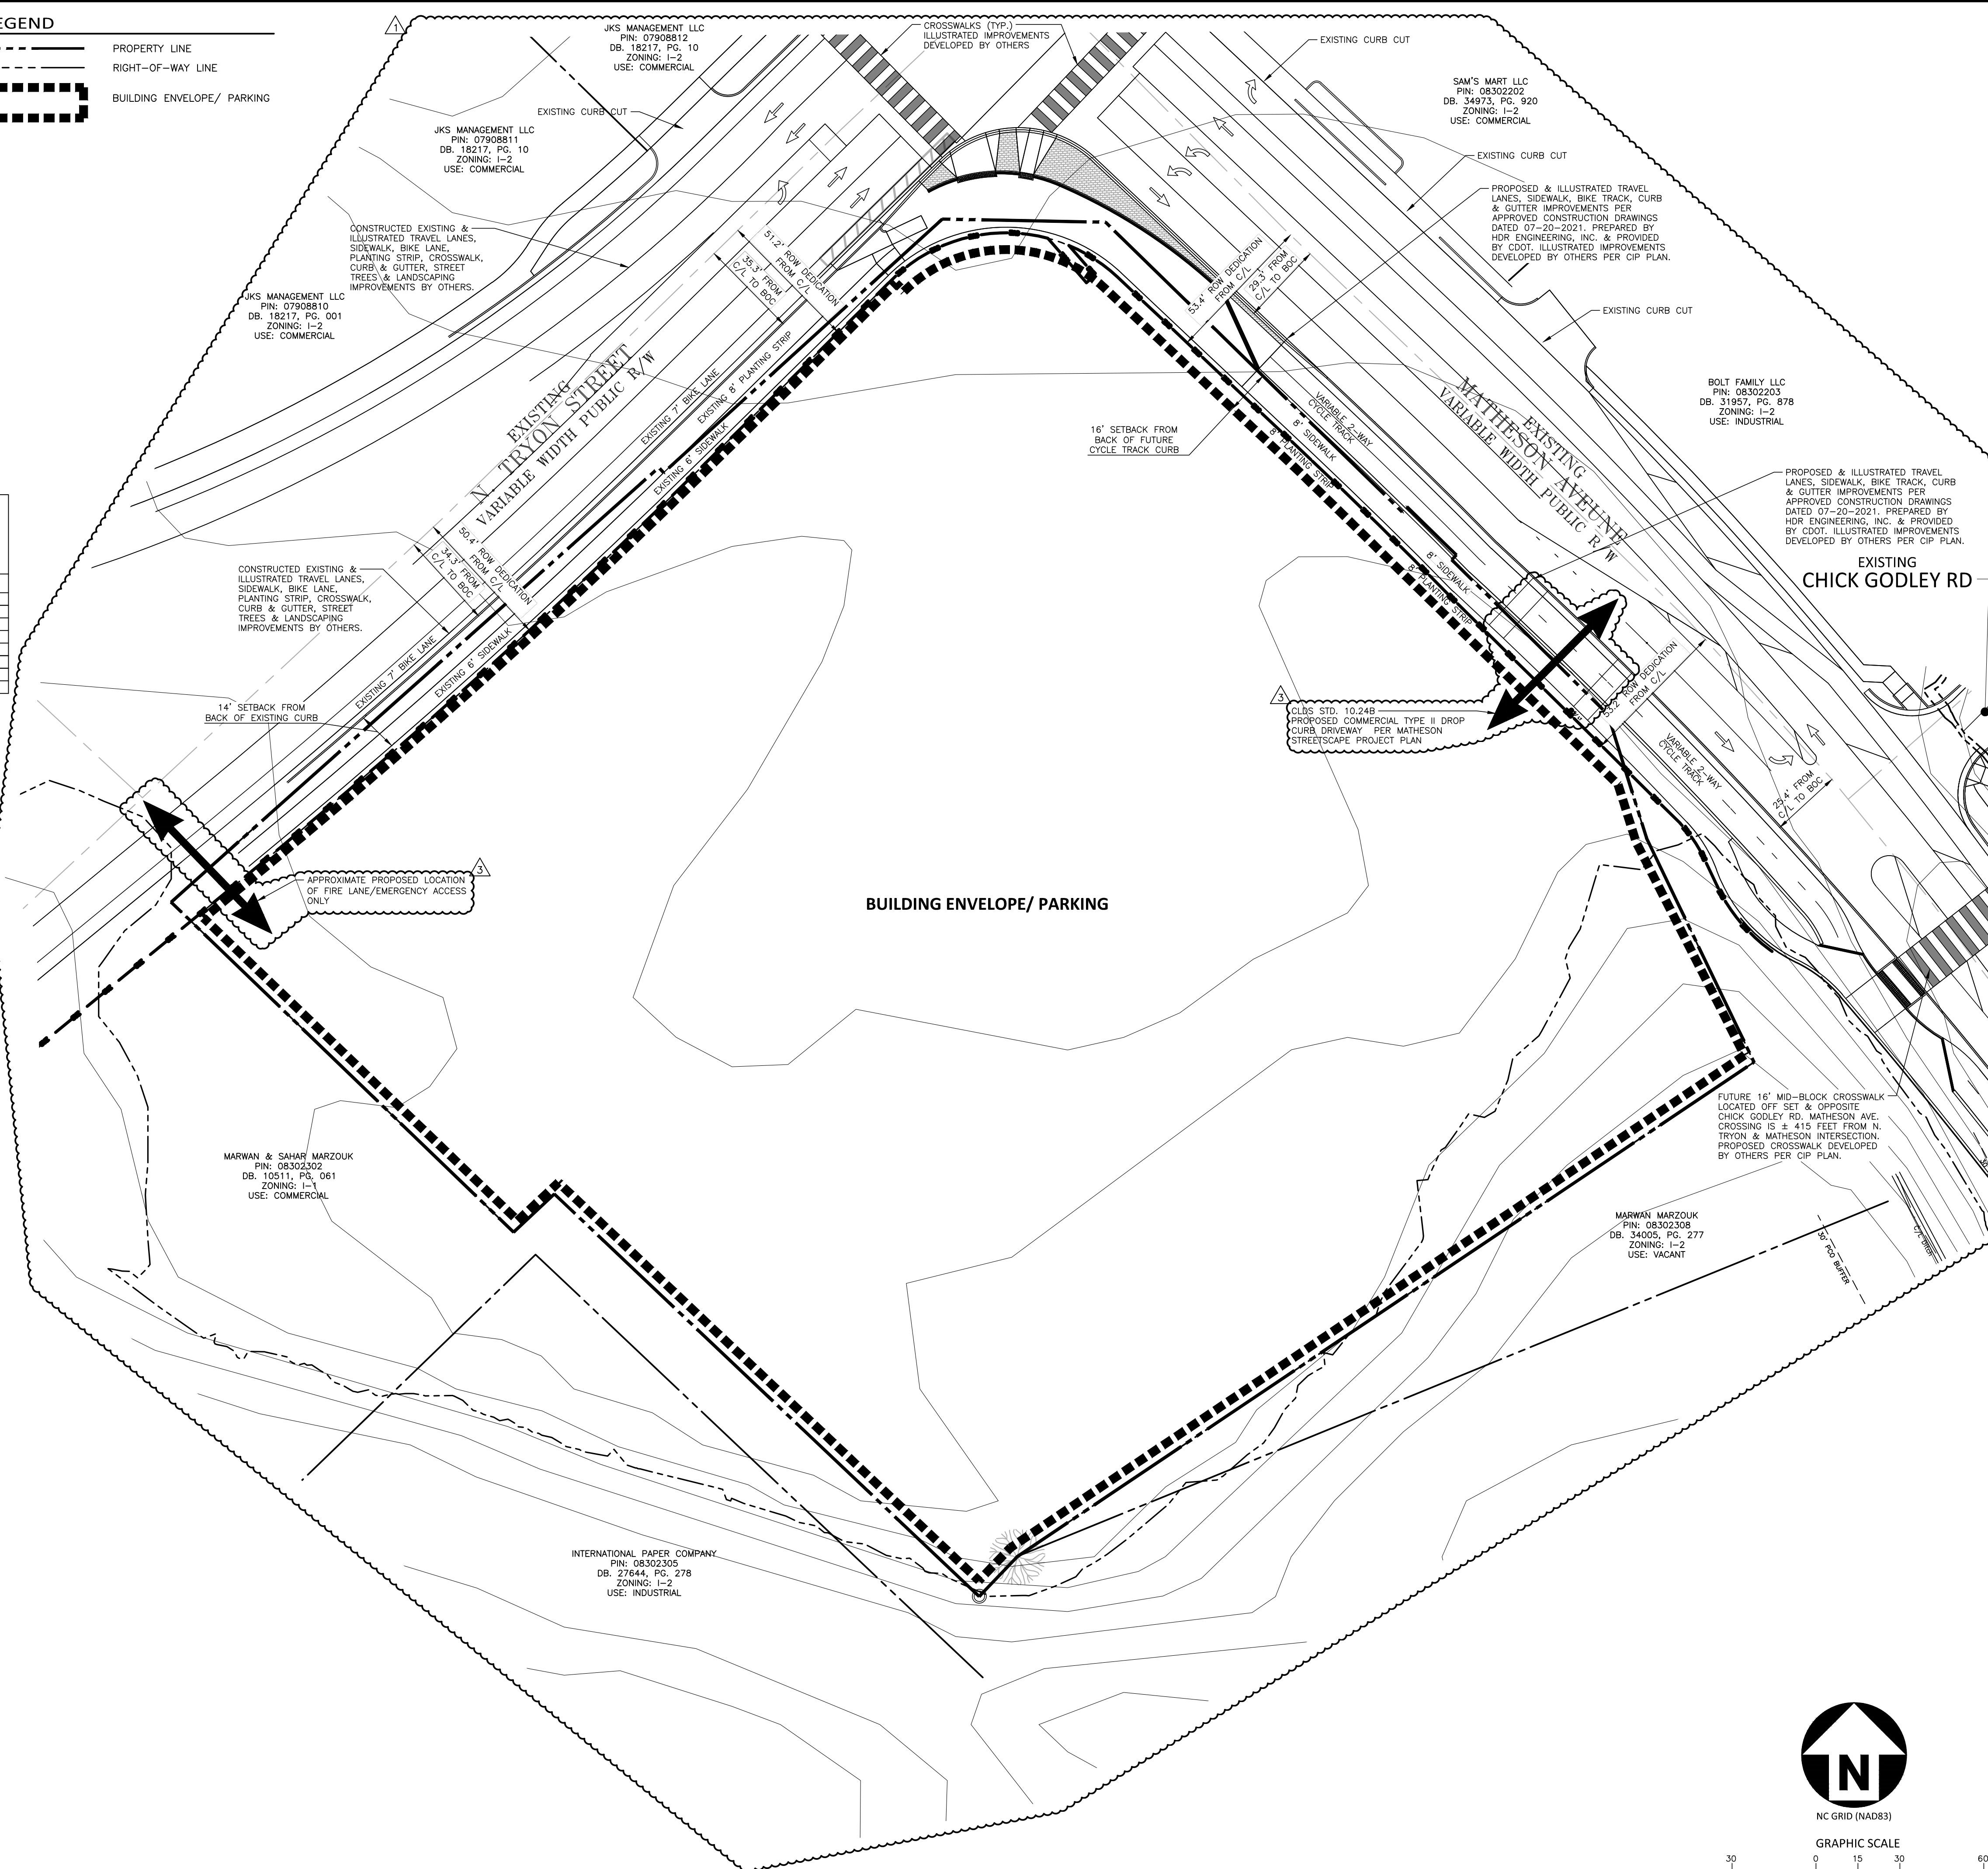 EGEND
PROPERTY LINE
RIGHT-OF-WAY LINE
BUILDING ENVELOPE/ PARKING
1
JKS MANAGEMENT LLC
PIN: 07908812
DB. 18217, PG. 10
ZONING: I-2
USE: COMMERCIAL
CROSSWALKS (TYP.)
ILLUSTRATED IMPROVEMENTS
DEVELOPED BY OTHERS
EXISTING CURB CUT
SAM'S MART LLC
PIN: 08302202
DB. 34973, PG. 920
ZONING: I-2
USE: COMMERCIAL
EXISTING CURB CUT
JKS MANAGEMENT LLC
PIN: 07908811
DB. 18217, PG. 10
ZONING: I-2
USE: COMMERCIAL
EXISTING CURB CUT
PROPOSED & ILLUSTRATED TRAVEL
LANES, SIDEWALK, BIKE TRACK, CURB
& GUTTER IMPROVEMENTS PER
APPROVED CONSTRUCTION DRAWINGS
DATED 07-20-2021. PREPARED BY
HDR ENGINEERING, INC. & PROVIDED
BY CDOT. ILLUSTRATED IMPROVEMENTS
DEVELOPED BY OTHERS PER CIP PLAN.
CONSTRUCTED EXISTING &
ILLUSTRATED TRAVEL LANES,
SIDEWALK, BIKE LANE,
PLANTING STRIP, CROSSWALK,
CURB & GUTTER, STREET
TREES & LANDSCAPING
IMPROVEMENTS BY OTHERS.
51.2' ROW DEDICATION
FROM C/L
35.3' FROM
C/L TO BOC
53.4' ROW DEDICATION
FROM C/L
29.3' FROM
C/L TO BOC
JKS MANAGEMENT LLC
PIN: 07908810
DB. 18217, PG. 001
ZONING: I-2
USE: COMMERCIAL
EXISTING CURB CUT
EXISTING
N. TRYON STREET
VARIABLE WIDTH PUBLIC R/W
EXISTING 7' BIKE LANE
EXISTING 8' PLANTING STRIP
EXISTING 6' SIDEWALK
BOLT FAMILY LLC
PIN: 08302203
DB. 31957, PG. 878
ZONING: I-2
USE: INDUSTRIAL
EXISTING
MATHESON AVEUNE
VARIABLE WIDTH PUBLIC R W
VARIABLE 2-WAY
CYCLE TRACK
8' SIDEWALK
8' PLANTING STRIP
16' SETBACK FROM
BACK OF FUTURE
CYCLE TRACK CURB
PROPOSED & ILLUSTRATED TRAVEL
LANES, SIDEWALK, BIKE TRACK, CURB
& GUTTER IMPROVEMENTS PER
APPROVED CONSTRUCTION DRAWINGS
DATED 07-20-2021. PREPARED BY
HDR ENGINEERING, INC. & PROVIDED
BY CDOT. ILLUSTRATED IMPROVEMENTS
DEVELOPED BY OTHERS PER CIP PLAN.
EXISTING
CHICK GODLEY RD
50.4' ROW DEDICATION
FROM C/L
34.3' FROM
C/L TO BOC
CONSTRUCTED EXISTING &
ILLUSTRATED TRAVEL LANES,
SIDEWALK, BIKE LANE,
PLANTING STRIP, CROSSWALK,
CURB & GUTTER, STREET
TREES & LANDSCAPING
IMPROVEMENTS BY OTHERS.
EXISTING 7' BIKE LANE
EXISTING 6' SIDEWALK
8' SIDEWALK
8' PLANTING STRIP
14' SETBACK FROM
BACK OF EXISTING CURB
3
CLDS STD. 10.24B
PROPOSED COMMERCIAL TYPE II DROP
CURB DRIVEWAY PER MATHESON
STREETSCAPE PROJECT PLAN
53.2' ROW DEDICATION
FROM C/L
VARIABLE 2-WAY
CYCLE TRACK
25.4' FROM
C/L TO BOC
3
APPROXIMATE PROPOSED LOCATION
OF FIRE LANE/EMERGENCY ACCESS
ONLY
BUILDING ENVELOPE/ PARKING
FUTURE 16' MID-BLOCK CROSSWALK
LOCATED OFF SET & OPPOSITE
CHICK GODLEY RD. MATHESON AVE.
CROSSING IS ± 415 FEET FROM N.
TRYON & MATHESON INTERSECTION.
PROPOSED CROSSWALK DEVELOPED
BY OTHERS PER CIP PLAN.
MARWAN & SAHAR MARZOUK
PIN: 08302302
DB. 10511, PG. 061
ZONING: I-1
USE: COMMERCIAL
MARWAN MARZOUK
PIN: 08302308
DB. 34005, PG. 277
ZONING: I-2
USE: VACANT
30' PCO BUFFER
C/L DITCH
INTERNATIONAL PAPER COMPANY
PIN: 08302305
DB. 27644, PG. 278
ZONING: I-2
USE: INDUSTRIAL
N
NC GRID (NAD83)
GRAPHIC SCALE
30 0 15 30 60